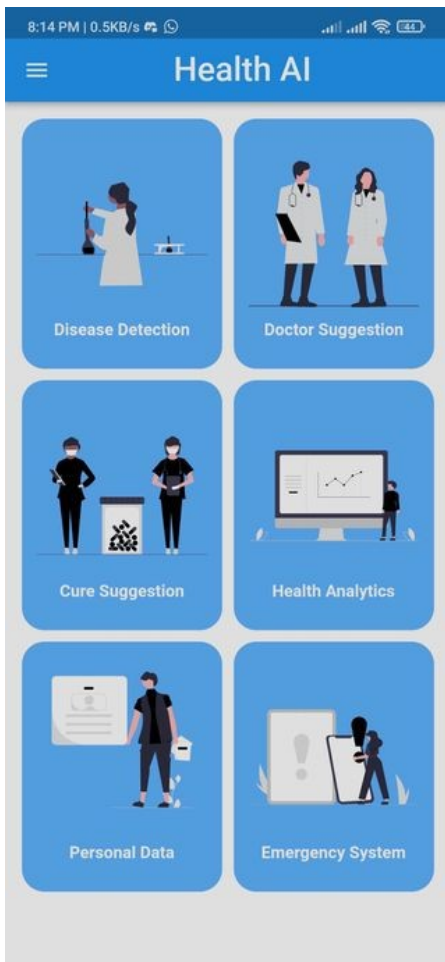 8:14 PM | 0.5KB/s 44
Health AI
Disease Detection Doctor Suggestion
Cure Suggestion Health Analytics
Personal Data Emergency System